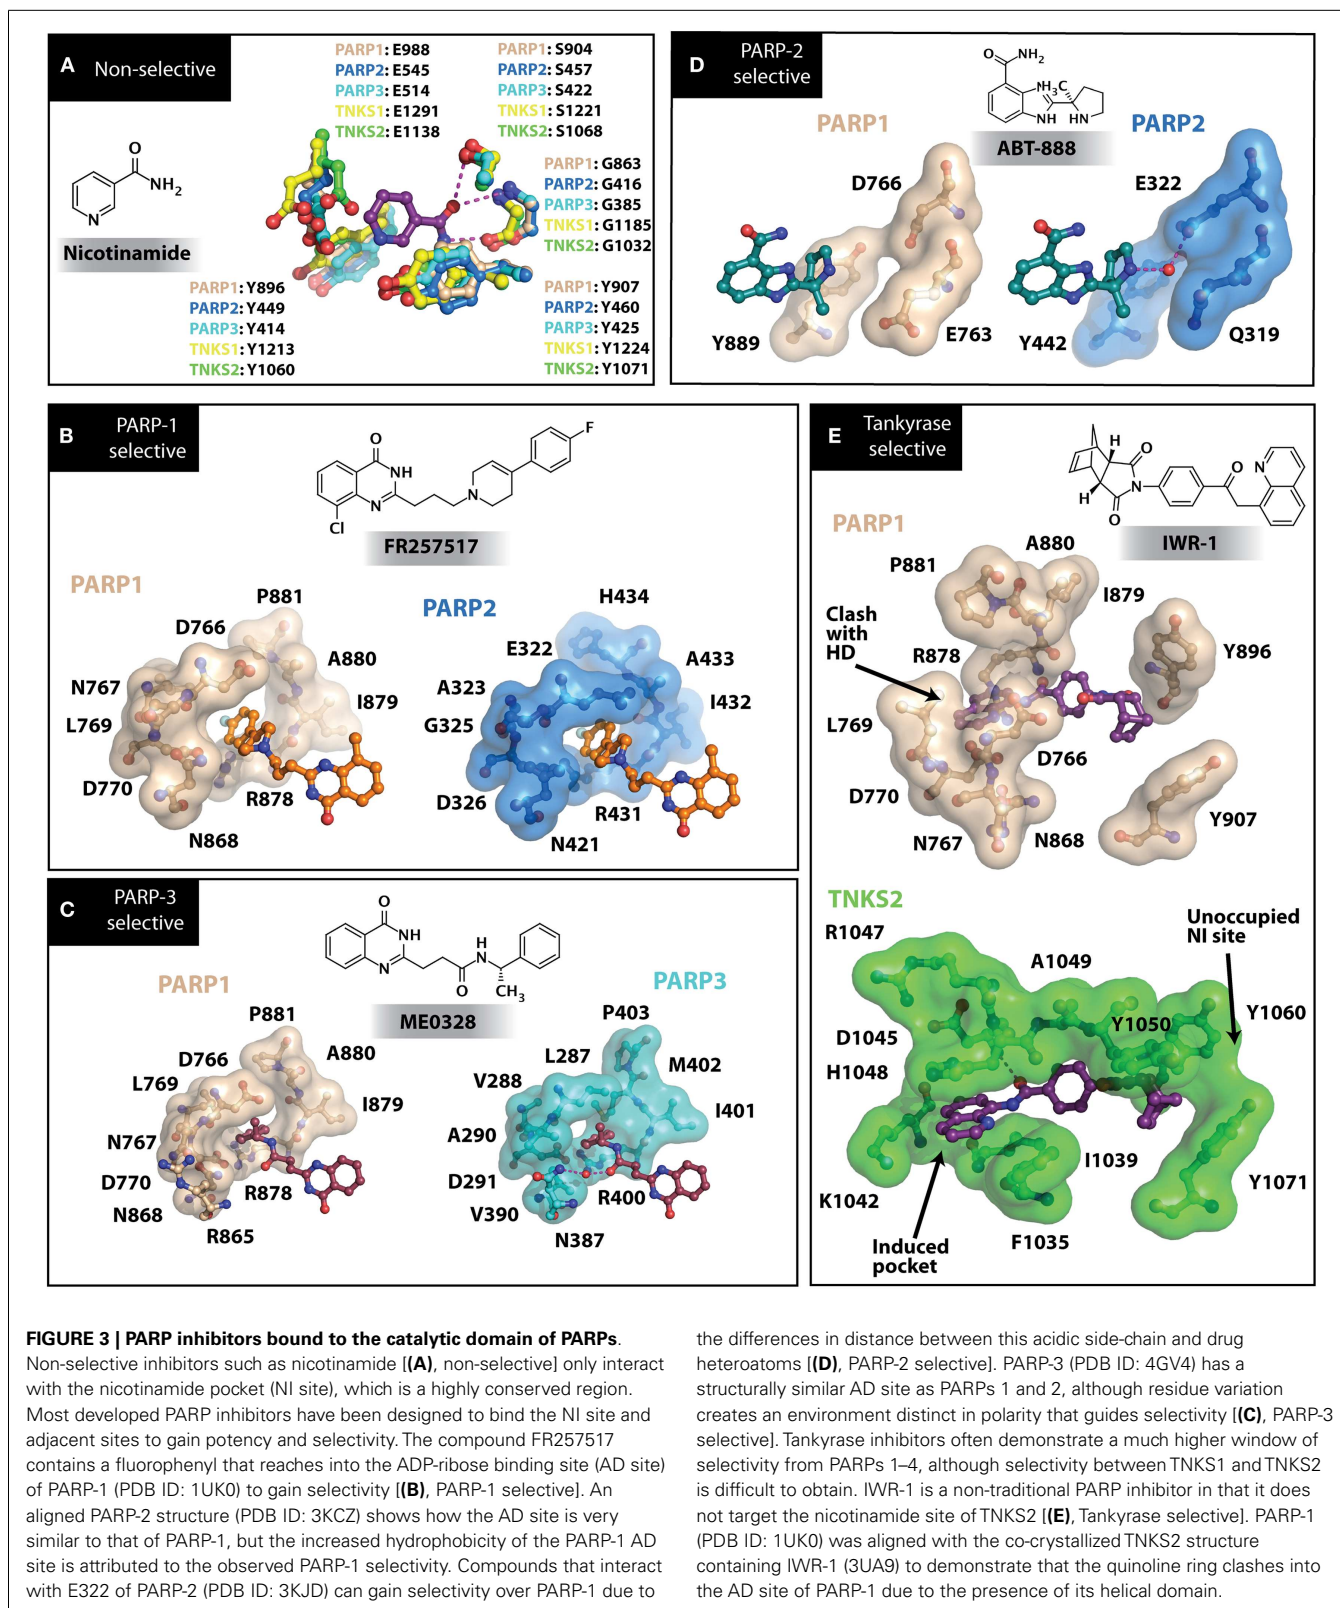 A Non-selective
PARP1: E988
PARP2: E545
PARP3: E514
TNKS1: E1291
TNKS2: E1138
PARP1: S904
PARP2: S457
PARP3: S422
TNKS1: S1221
TNKS2: S1068
O
NH2
N
Nicotinamide
PARP1: G863
PARP2: G416
PARP3: G385
TNKS1: G1185
TNKS2: G1032
PARP1: Y896
PARP2: Y449
PARP3: Y414
TNKS1: Y1213
TNKS2: Y1060
PARP1: Y907
PARP2: Y460
PARP3: Y425
TNKS1: Y1224
TNKS2: Y1071
D PARP-2
selective
O NH2
NH3C
NH HN
ABT-888
PARP1
PARP2
D766
E322
Y889
E763
Y442
Q319
B PARP-1
selective
O
NH
N
Cl
N
F
FR257517
PARP1
P881
D766
N767
A880
L769
I879
D770
R878
N868
PARP2
H434
E322
A433
A323
I432
G325
D326
R431
N421
C PARP-3
selective
O
NH
N
O
H
N
CH3
ME0328
PARP1
P881
D766
A880
L769
I879
N767
D770
R878
N868
R865
PARP3
P403
L287
M402
V288
I401
A290
D291
R400
V390
N387
E Tankyrase
selective
H
H
O
N
O
O
N
IWR-1
PARP1
A880
P881
I879
Clash
with
HD
R878
Y896
L769
D766
D770
Y907
N767
N868
TNKS2
Unoccupied
NI site
R1047
A1049
Y1050
Y1060
D1045
H1048
I1039
Y1071
K1042
F1035
Induced
pocket
FIGURE 3 | PARP inhibitors bound to the catalytic domain of PARPs.
Non-selective inhibitors such as nicotinamide [(A), non-selective] only interact
with the nicotinamide pocket (NI site), which is a highly conserved region.
Most developed PARP inhibitors have been designed to bind the NI site and
adjacent sites to gain potency and selectivity. The compound FR257517
contains a fluorophenyl that reaches into the ADP-ribose binding site (AD site)
of PARP-1 (PDB ID: 1UK0) to gain selectivity [(B), PARP-1 selective]. An
aligned PARP-2 structure (PDB ID: 3KCZ) shows how the AD site is very
similar to that of PARP-1, but the increased hydrophobicity of the PARP-1 AD
site is attributed to the observed PARP-1 selectivity. Compounds that interact
with E322 of PARP-2 (PDB ID: 3KJD) can gain selectivity over PARP-1 due to
the differences in distance between this acidic side-chain and drug
heteroatoms [(D), PARP-2 selective]. PARP-3 (PDB ID: 4GV4) has a
structurally similar AD site as PARPs 1 and 2, although residue variation
creates an environment distinct in polarity that guides selectivity [(C), PARP-3
selective]. Tankyrase inhibitors often demonstrate a much higher window of
selectivity from PARPs 1–4, although selectivity between TNKS1 and TNKS2
is difficult to obtain. IWR-1 is a non-traditional PARP inhibitor in that it does
not target the nicotinamide site of TNKS2 [(E), Tankyrase selective]. PARP-1
(PDB ID: 1UK0) was aligned with the co-crystallized TNKS2 structure
containing IWR-1 (3UA9) to demonstrate that the quinoline ring clashes into
the AD site of PARP-1 due to the presence of its helical domain.